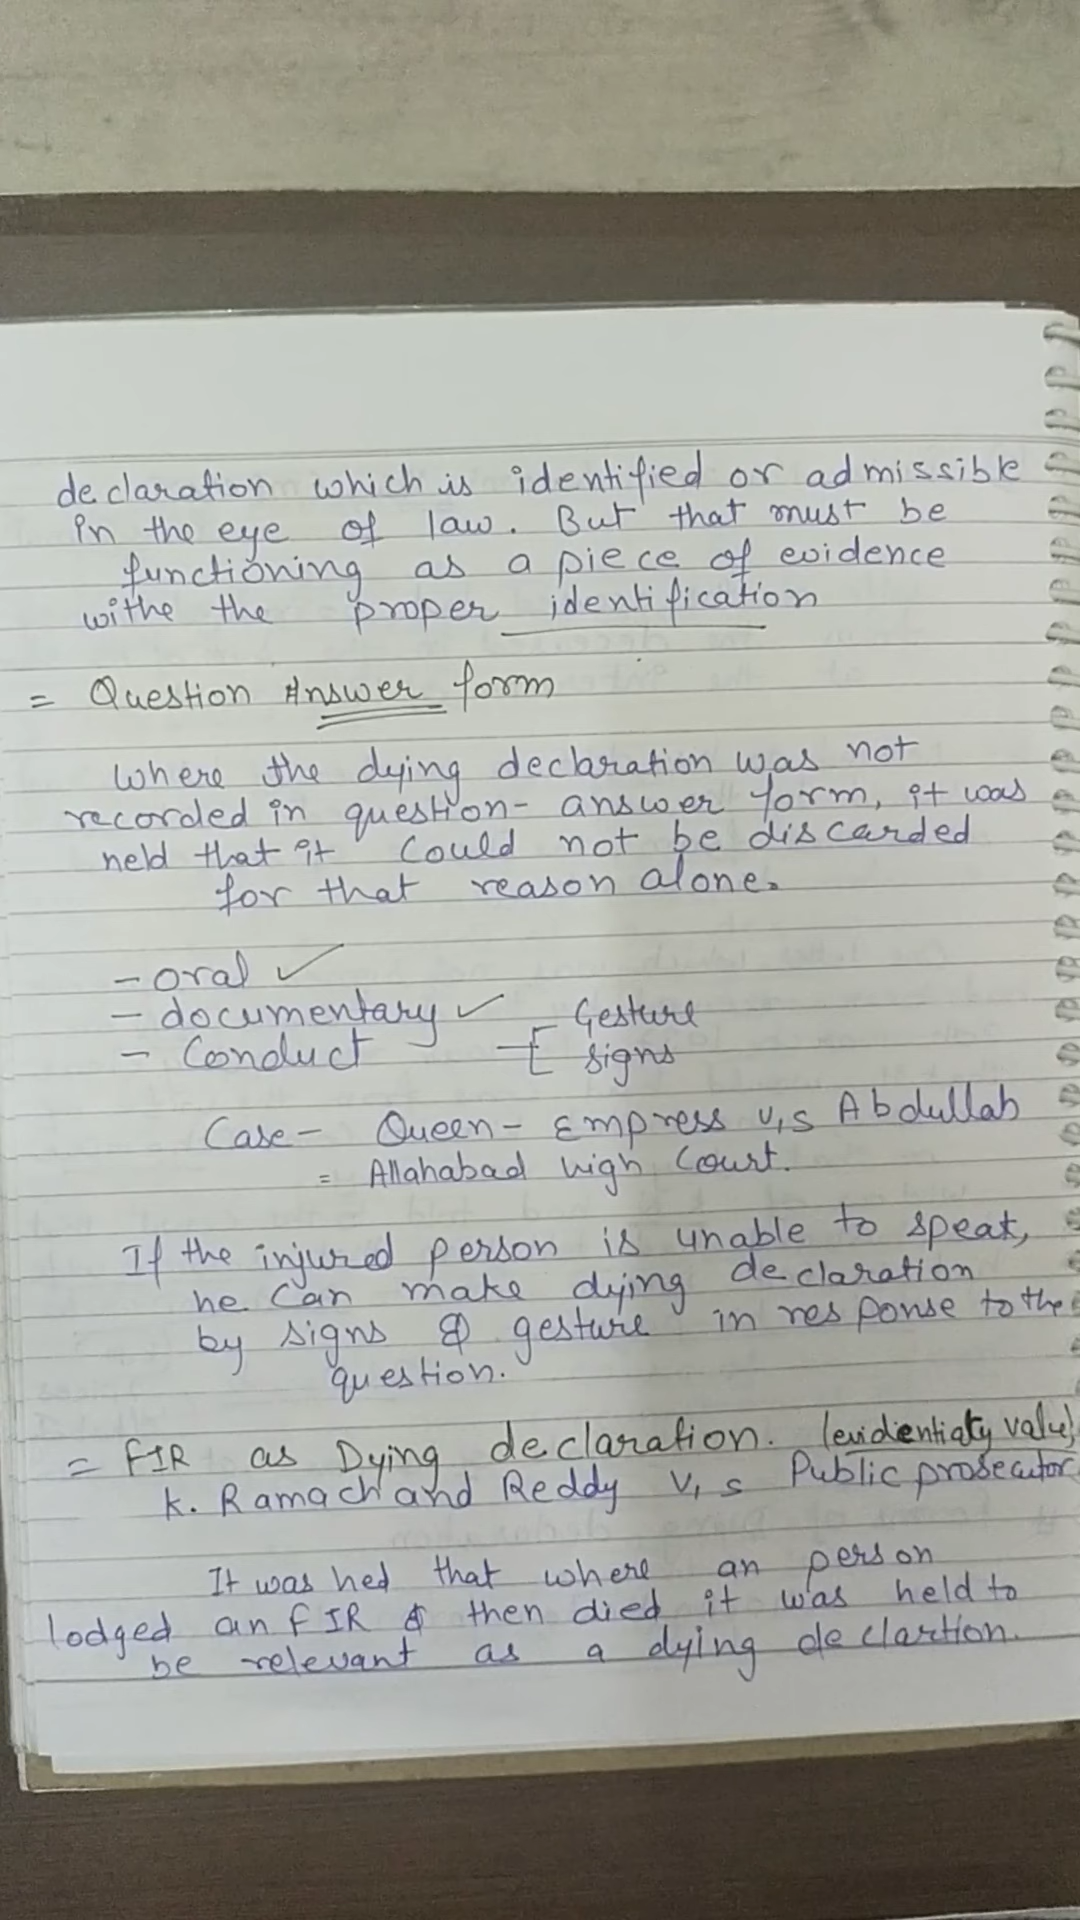 declaration which is identified or admissible
in the eye of law. But that must be
functioning as a piece of evidence
withe the proper identification
= Question Answer form
Where the dying declaration was not
recorded in question- answer form, it was
held that it could not be discarded
for that reason alone.
- oral ✓
- documentary ✓ Gesture
- Conduct -[ signs
Case - Queen - Empress v,s Abdullah
= Allahabad high Court.
If the injured person is unable to speak,
he Can make dying declaration
by signs & gesture in response to the
question.
= FIR as Dying declaration. (evidentiaty value)
K. Ramachand Reddy v, s Public prosecutor
It was hed that where an person
lodged an FIR & then died it was held to
be relevant as a dying declartion.